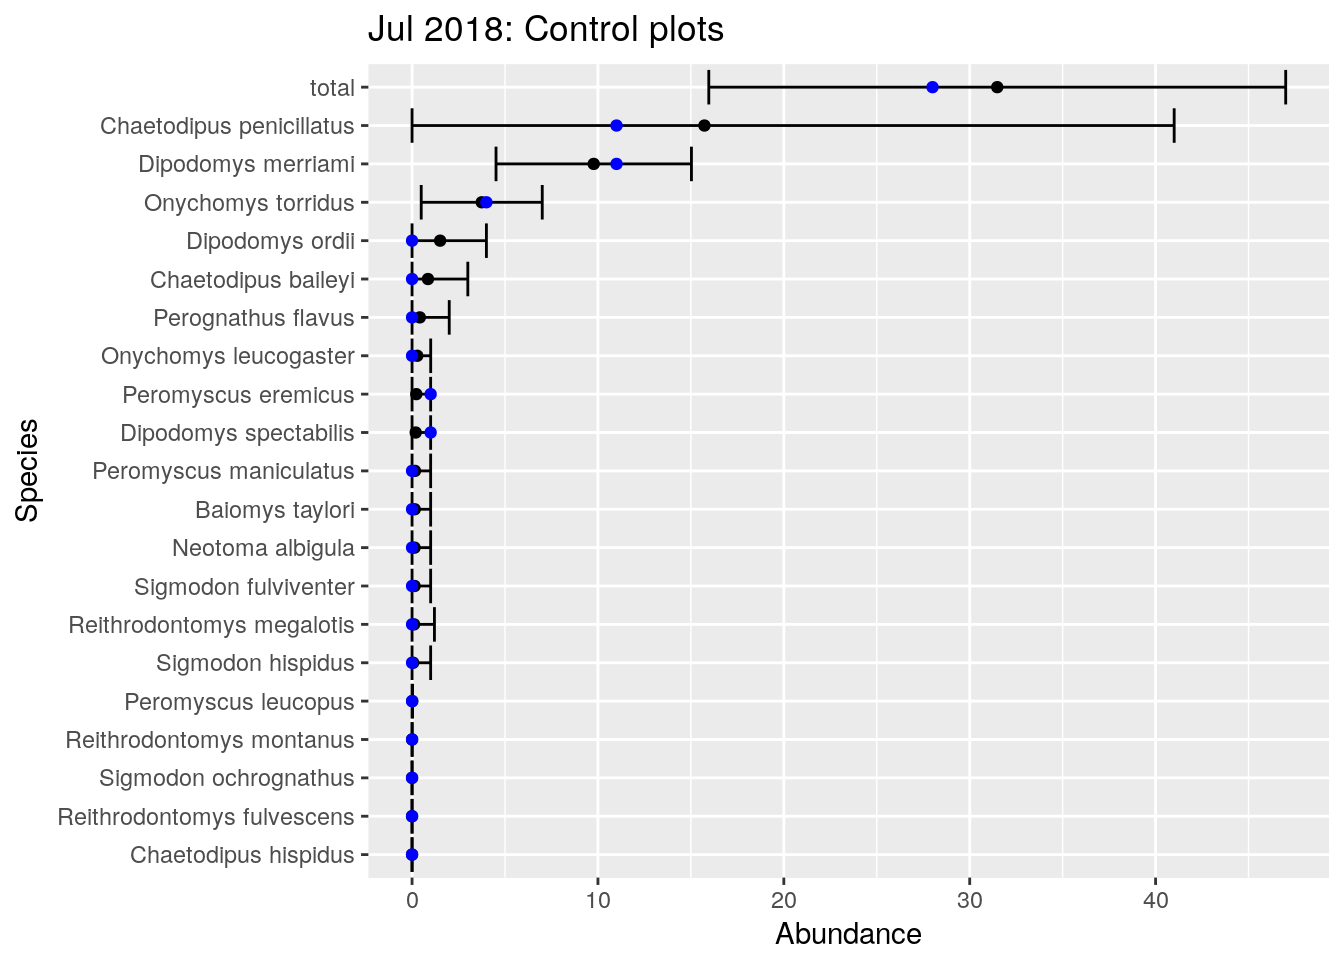 Jul 2018: Control plots
total
Chaetodipus penicillatus
Dipodomys merriami
Onychomys torridus
Dipodomys ordii
Chaetodipus baileyi
Perognathus flavus
Onychomys leucogaster
Peromyscus eremicus
Dipodomys spectabilis
Peromyscus maniculatus
Baiomys taylori
Neotoma albigula
Sigmodon fulviventer
Reithrodontomys megalotis
Sigmodon hispidus
Peromyscus leucopus
Reithrodontomys montanus
Sigmodon ochrognathus
Reithrodontomys fulvescens
Chaetodipus hispidus
Species
0 10 20 30 40
Abundance